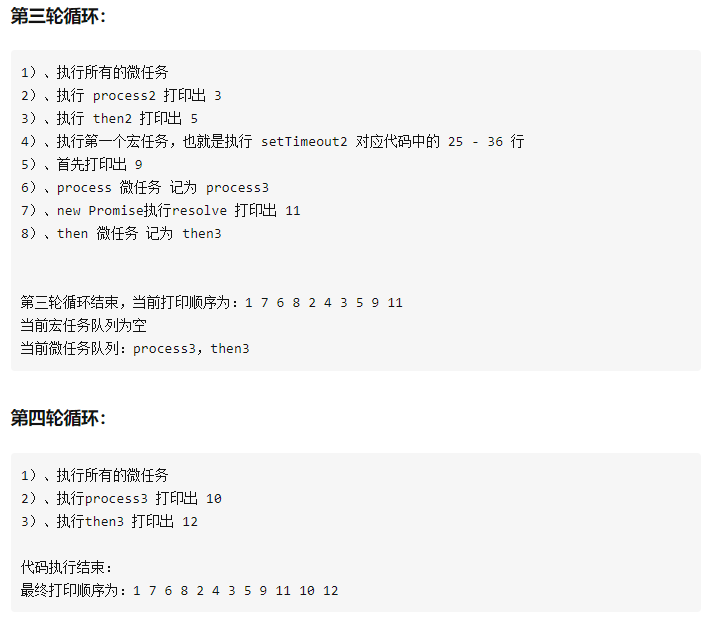 第三轮循环：
1）、执行所有的微任务
2）、执行 process2 打印出 3
3）、执行 then2 打印出 5
4）、执行第一个宏任务，也就是执行 setTimeout2 对应代码中的 25 - 36 行
5）、首先打印出 9
6）、process 微任务 记为 process3
7）、new Promise执行resolve 打印出 11
8）、then 微任务 记为 then3
第三轮循环结束，当前打印顺序为：1 7 6 8 2 4 3 5 9 11
当前宏任务队列为空
当前微任务队列：process3，then3
第四轮循环：
1）、执行所有的微任务
2）、执行process3 打印出 10
3）、执行then3 打印出 12
代码执行结束：
最终打印顺序为：1 7 6 8 2 4 3 5 9 11 10 12